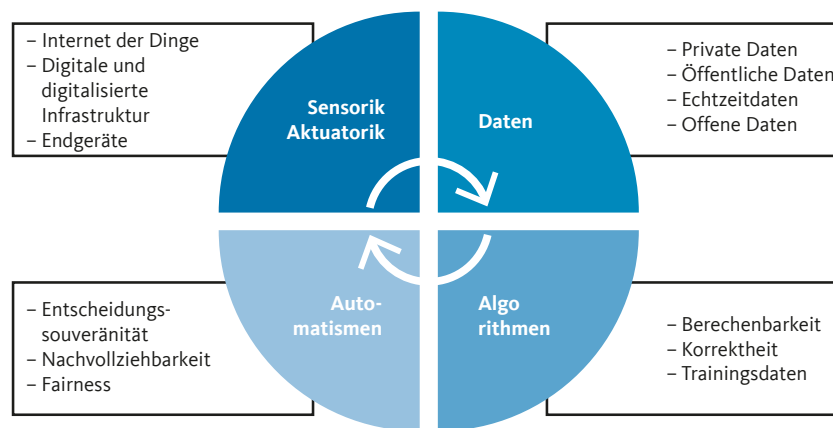 – Internet der Dinge
– Digitale und
digitalisierte
Infrastruktur
– Endgeräte
Sensorik
Aktuatorik
Daten
– Private Daten
– Öffentliche Daten
– Echtzeitdaten
– Offene Daten
– Entscheidungs-
souveränität
– Nachvollziehbarkeit
– Fairness
Auto-
matismen
Algo
rithmen
– Berechenbarkeit
– Korrektheit
– Trainingsdaten